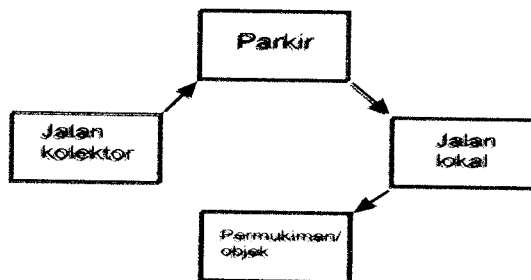 Parkir
Jalan
kolektor
Jalan
lokal
Permukiman/
objek